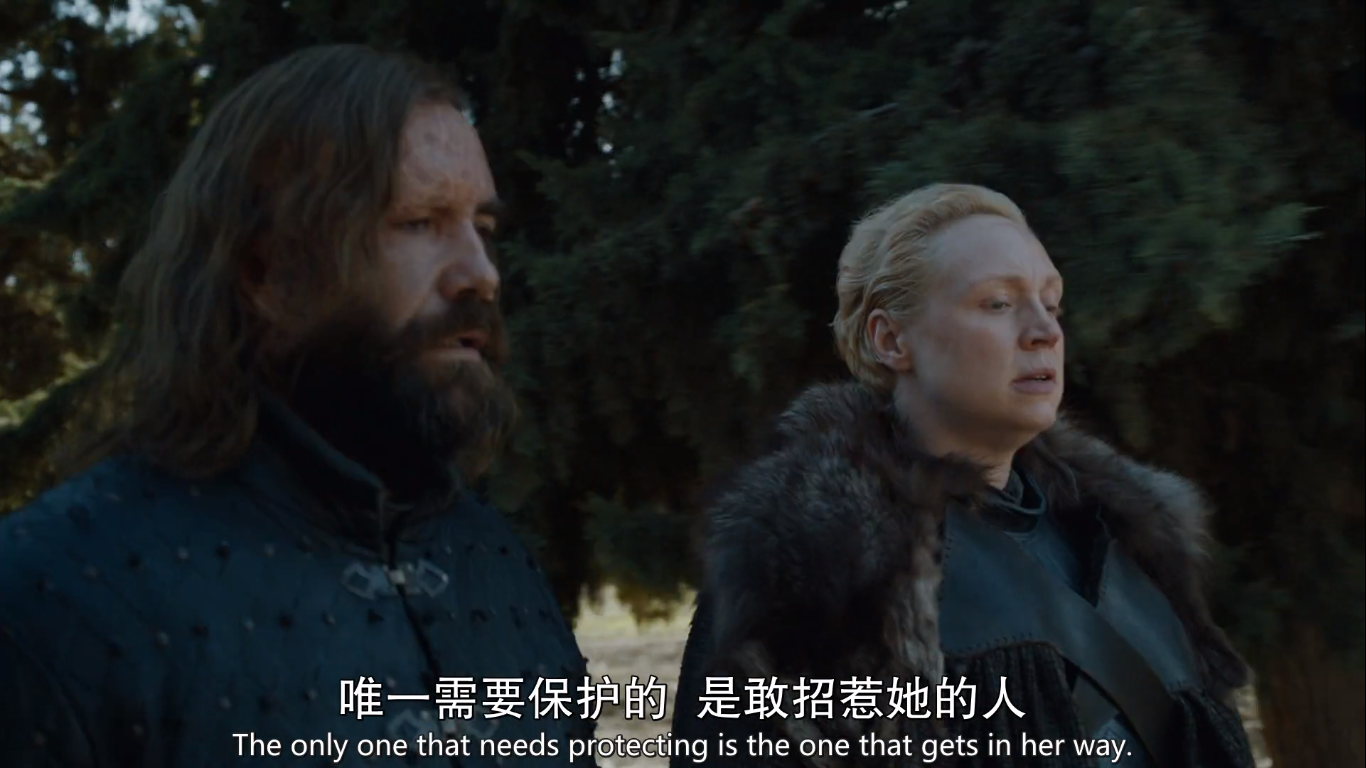 唯一需要保护的 是敢招惹她的人
The only one that needs protecting is the one that gets in her way.